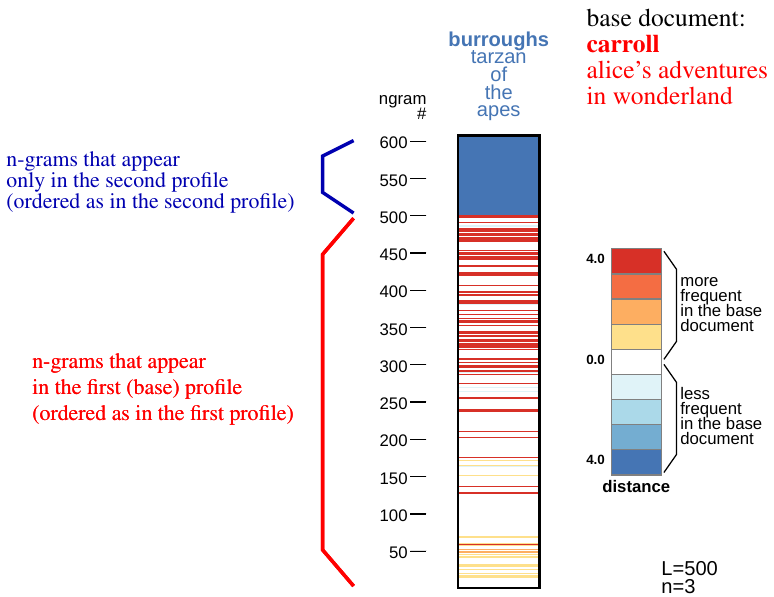 base document:
carroll
alice's adventures
in wonderland
burroughs
tarzan
of
the
apes
ngram
#
600
550
500
450
400
350
300
250
200
150
100
50
n-grams that appear
only in the second profile
(ordered as in the second profile)
n-grams that appear
in the first (base) profile
(ordered as in the first profile)
4.0
0.0
4.0
distance
more
frequent
in the base
document
less
frequent
in the base
document
L=500
n=3